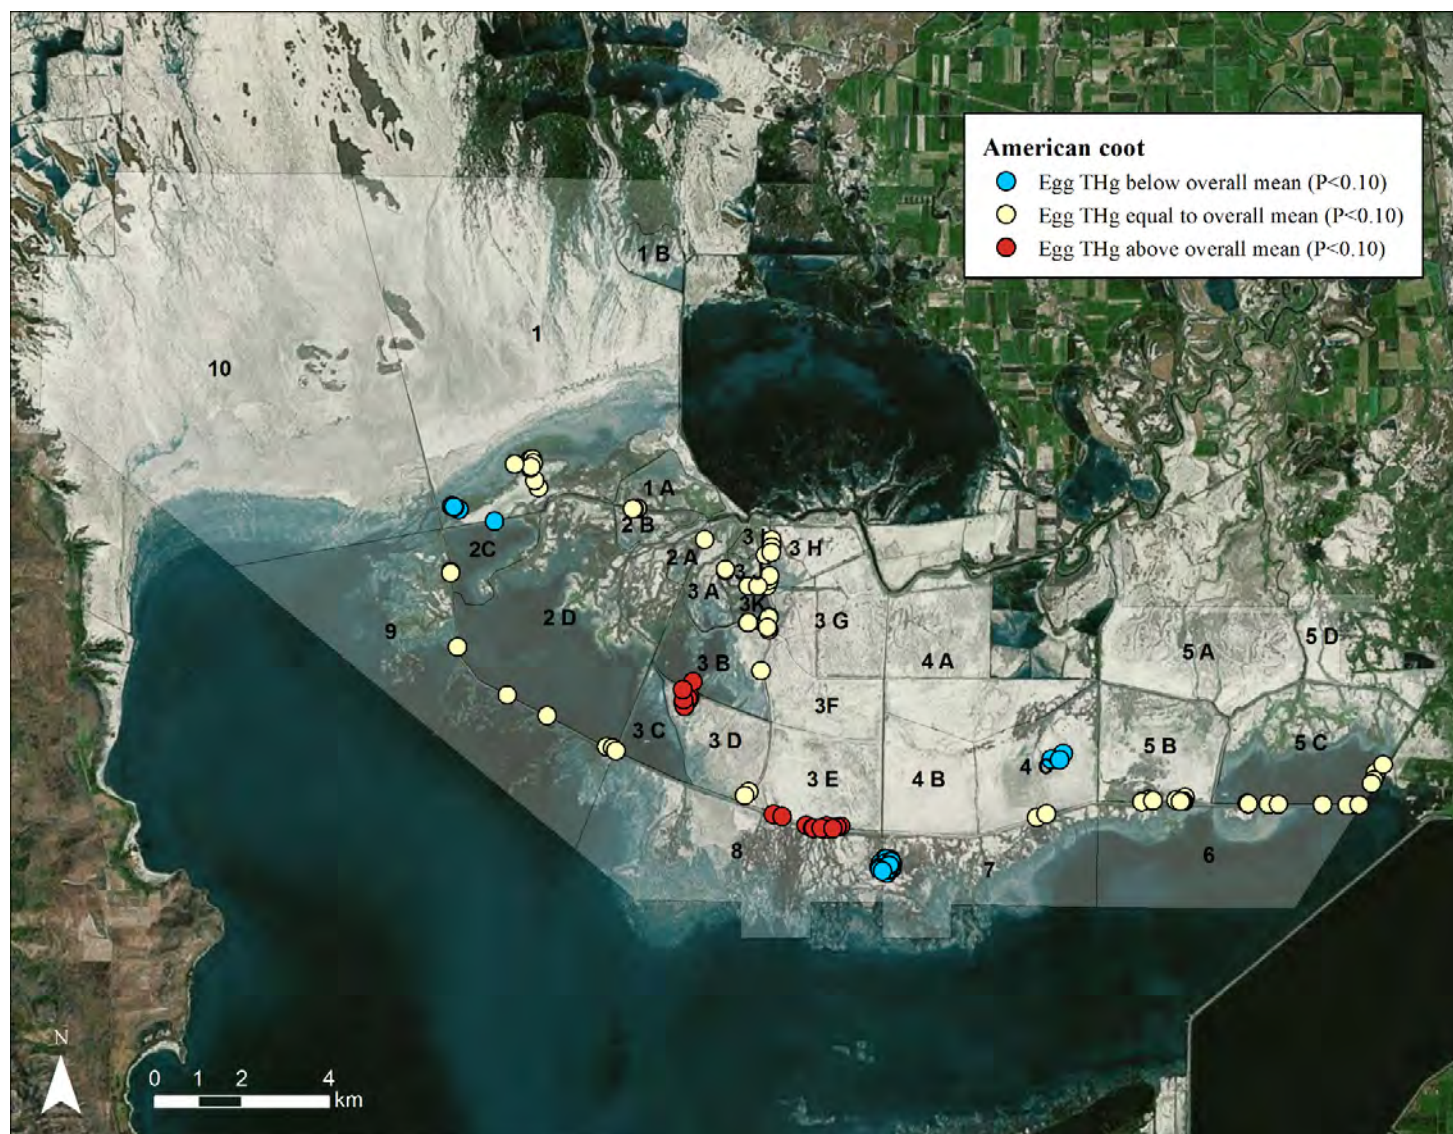 American coot
Egg THg below overall mean (P<0.10)
Egg THg equal to overall mean (P<0.10)
Egg THg above overall mean (P<0.10)
1 B
1
10
1 A
2 B
2C
2 A
3 H
3 A
3K
2 D
9
3 G
5 D
5 A
4 A
3 B
3F
3 C
3 D
5 B
5 C
3 E
4 B
4
8
7
6
N
0 1 2 4
km